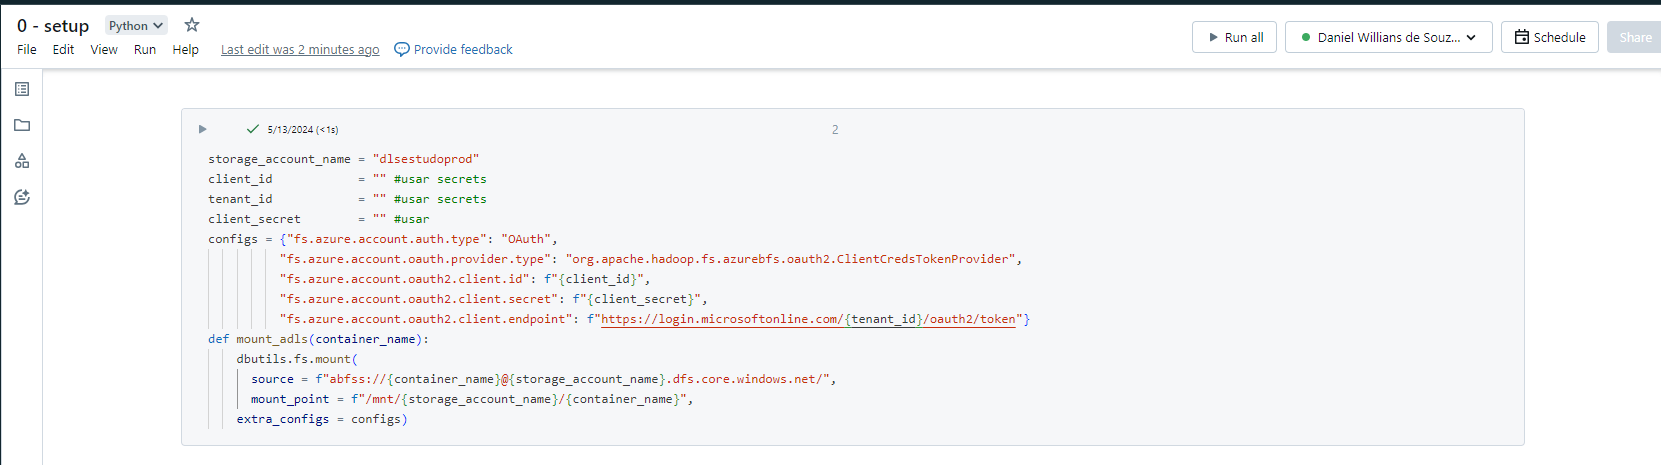 0 - setup Python
File Edit View Run Help Last edit was 2 minutes ago Provide feedback
Run all Daniel Willians de Souz... Schedule Share
5/13/2024 (<1s) 2
storage_account_name = "dlsestudoprod"
client_id            = "" #usar secrets
tenant_id            = "" #usar secrets
client_secret        = "" #usar
configs = {"fs.azure.account.auth.type": "OAuth",
          "fs.azure.account.oauth.provider.type": "org.apache.hadoop.fs.azurebfs.oauth2.ClientCredsTokenProvider",
          "fs.azure.account.oauth2.client.id": f"{client_id}",
          "fs.azure.account.oauth2.client.secret": f"{client_secret}",
          "fs.azure.account.oauth2.client.endpoint": f"https://login.microsoftonline.com/{tenant_id}/oauth2/token"}
def mount_adls(container_name):
    dbutils.fs.mount(
      source = f"abfss://{container_name}@{storage_account_name}.dfs.core.windows.net/",
      mount_point = f"/mnt/{storage_account_name}/{container_name}",
    extra_configs = configs)